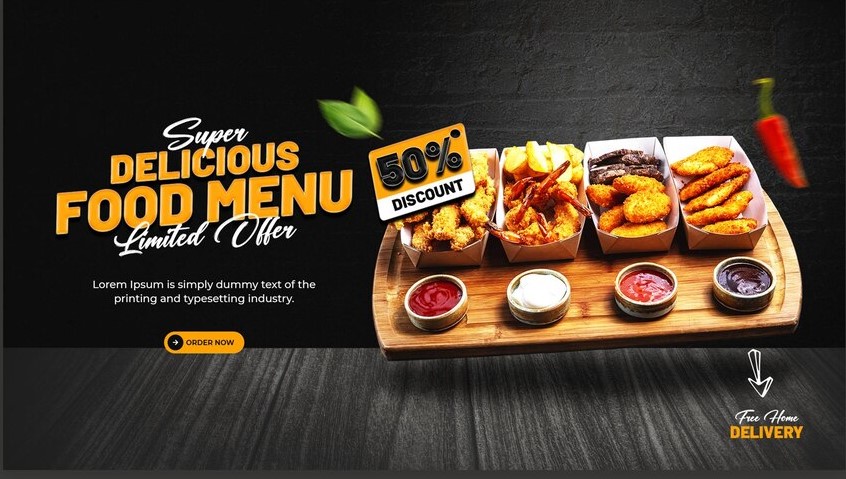 Super
DELICIOUS
FOOD MENU
Limited Offer
50%
DISCOUNT
Lorem Ipsum is simply dummy text of the
printing and typesetting industry.
ORDER NOW
Free Home
DELIVERY